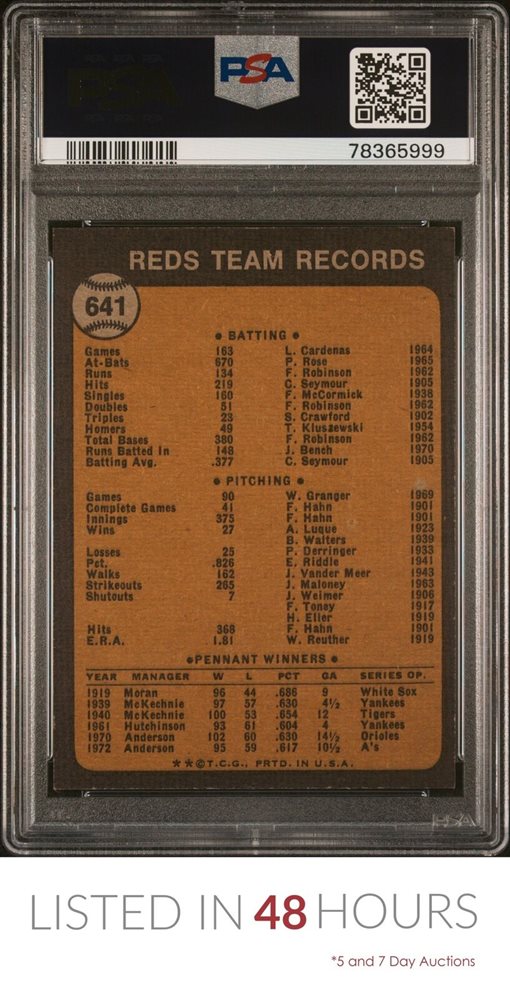 PSA
PSA
78365999
REDS TEAM RECORDS
641
• BATTING •
Games 163 L. Cardenas 1964
At-Bats 670 P. Rose 1965
Runs 134 F. Robinson 1962
Hits 219 C. Seymour 1905
Singles 160 F. McCormick 1938
Doubles 51 F. Robinson 1962
Triples 23 S. Crawford 1902
Homers 49 T. Kluszewski 1954
Total Bases 380 F. Robinson 1962
Runs Batted In 148 J. Bench 1970
Batting Avg. .377 C. Seymour 1905
• PITCHING •
Games 90 W. Granger 1969
Complete Games 41 F. Hahn 1901
Innings 375 F. Hahn 1901
Wins 27 A. Luque 1923
B. Walters 1939
Losses 25 P. Derringer 1933
Pct. .826 E. Riddle 1941
Walks 162 J. Vander Meer 1943
Strikeouts 265 J. Maloney 1963
Shutouts 7 J. Weimer 1906
F. Toney 1917
H. Eller 1919
Hits 368 F. Hahn 1901
E.R.A. 1.81 W. Reuther 1919
•PENNANT WINNERS •
YEAR MANAGER W L PCT GA SERIES OP.
1919 Moran 96 44 .686 9 White Sox
1939 McKechnie 97 57 .630 4½ Yankees
1940 McKechnie 100 53 .654 12 Tigers
1961 Hutchinson 93 61 .604 4 Yankees
1970 Anderson 102 60 .630 14½ Orioles
1972 Anderson 95 59 .617 10½ A's
★★©T.C.G., PRTD. IN U.S.A.
PSA
LISTED IN 48 HOURS
*5 and 7 Day Auctions